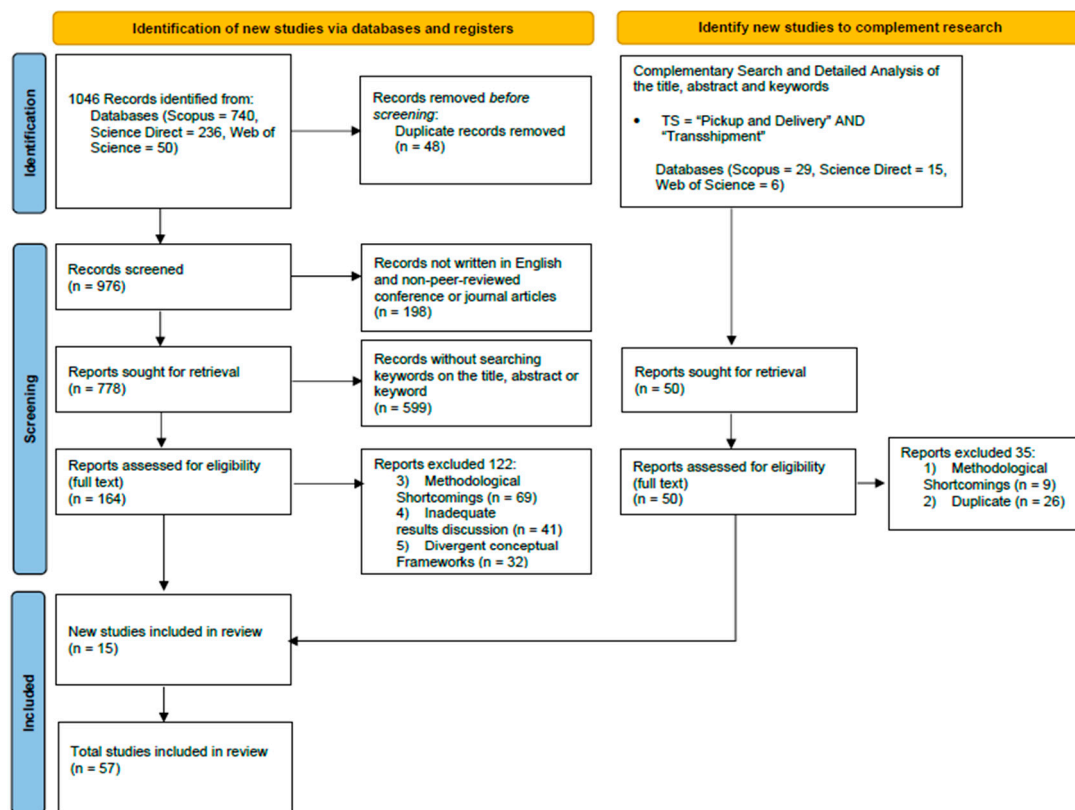 Identification of new studies via databases and registers
Identify new studies to complement research
Identification
1046 Records identified from:
Databases (Scopus = 740,
Science Direct = 236, Web
of Science = 50)
Records removed before
screening:
Duplicate records removed
(n = 48)
Complementary Search and Detailed Analysis of
the title, abstract and keywords
• TS = “Pickup and Delivery” AND
“Transshipment”
Databases (Scopus = 29, Science Direct = 15,
Web of Science = 6)
Screening
Records screened
(n = 976)
Records not written in English
and non-peer-reviewed
conference or journal articles
(n = 198)
Reports sought for retrieval
(n = 778)
Records without searching
keywords on the title, abstract or
keyword
(n = 599)
Reports sought for retrieval
(n = 50)
Reports assessed for eligibility
(full text)
(n = 164)
Reports excluded 122:
3) Methodological
Shortcomings (n = 69)
4) Inadequate
results discussion (n = 41)
5) Divergent conceptual
Frameworks (n = 32)
Reports assessed for eligibility
(full text)
(n = 50)
Reports excluded 35:
1) Methodological
Shortcomings (n = 9)
2) Duplicate (n = 26)
Included
New studies included in review
(n = 15)
Total studies included in review
(n = 57)